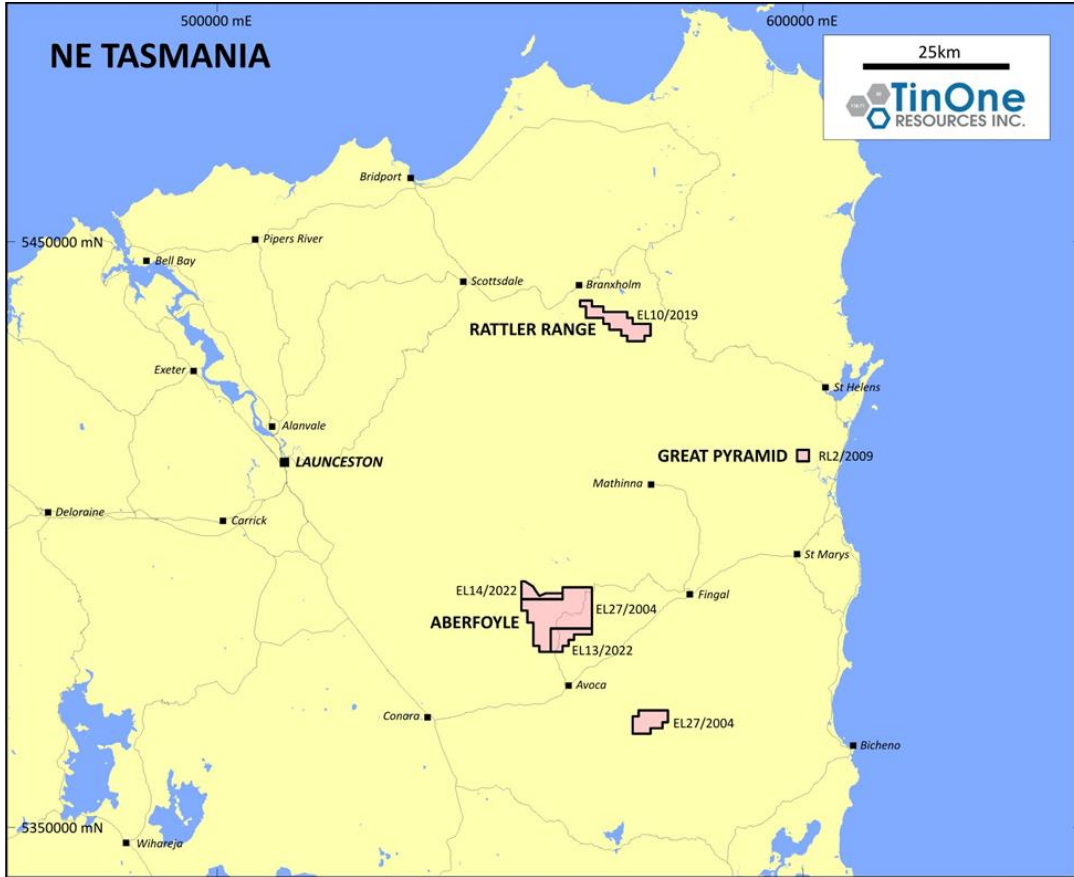 500000 mE
600000 mE
NE TASMANIA
25km
TinOne
RESOURCES INC.
Bridport
5450000 mN
Pipers River
Bell Bay
Scottsdale
Branxholm
EL10/2019
RATTLER RANGE
Exeter
St Helens
Alanvale
LAUNCESTON
GREAT PYRAMID
RL2/2009
Mathinna
Deloraine
Carrick
St Marys
EL14/2022
Fingal
EL27/2004
ABERFOYLE
EL13/2022
Avoca
Conara
EL27/2004
Bicheno
5350000 mN
Wihareja